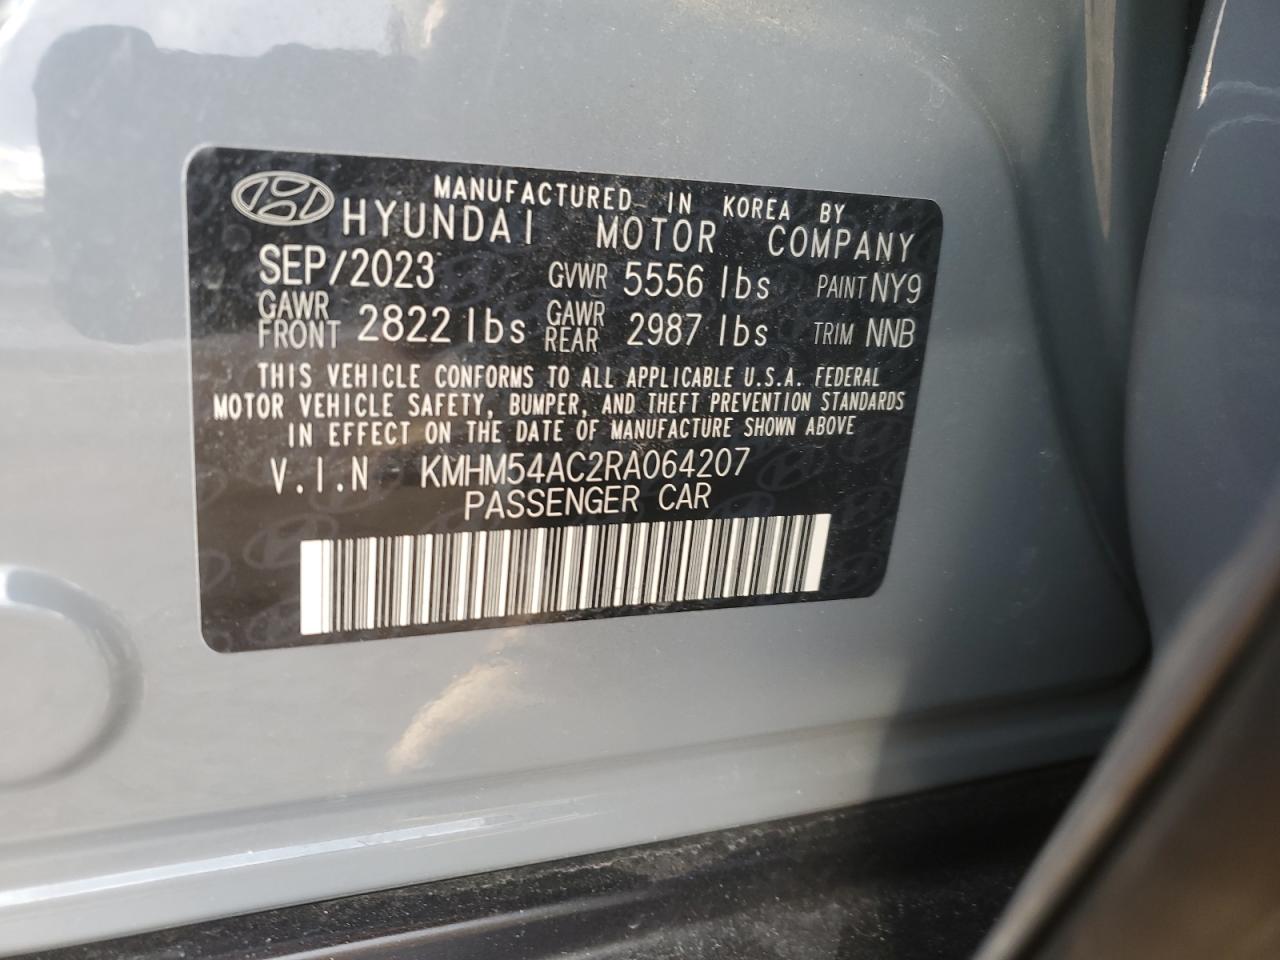 MANUFACTURED IN KOREA BY
HYUNDAI MOTOR COMPANY
SEP/2023 GVWR 5556 lbs PAINT NY9
GAWR FRONT 2822 lbs GAWR REAR 2987 lbs TRIM NNB
THIS VEHICLE CONFORMS TO ALL APPLICABLE U.S.A. FEDERAL
MOTOR VEHICLE SAFETY, BUMPER, AND THEFT PREVENTION STANDARDS
IN EFFECT ON THE DATE OF MANUFACTURE SHOWN ABOVE
V.I.N KMHM54AC2RA064207
PASSENGER CAR